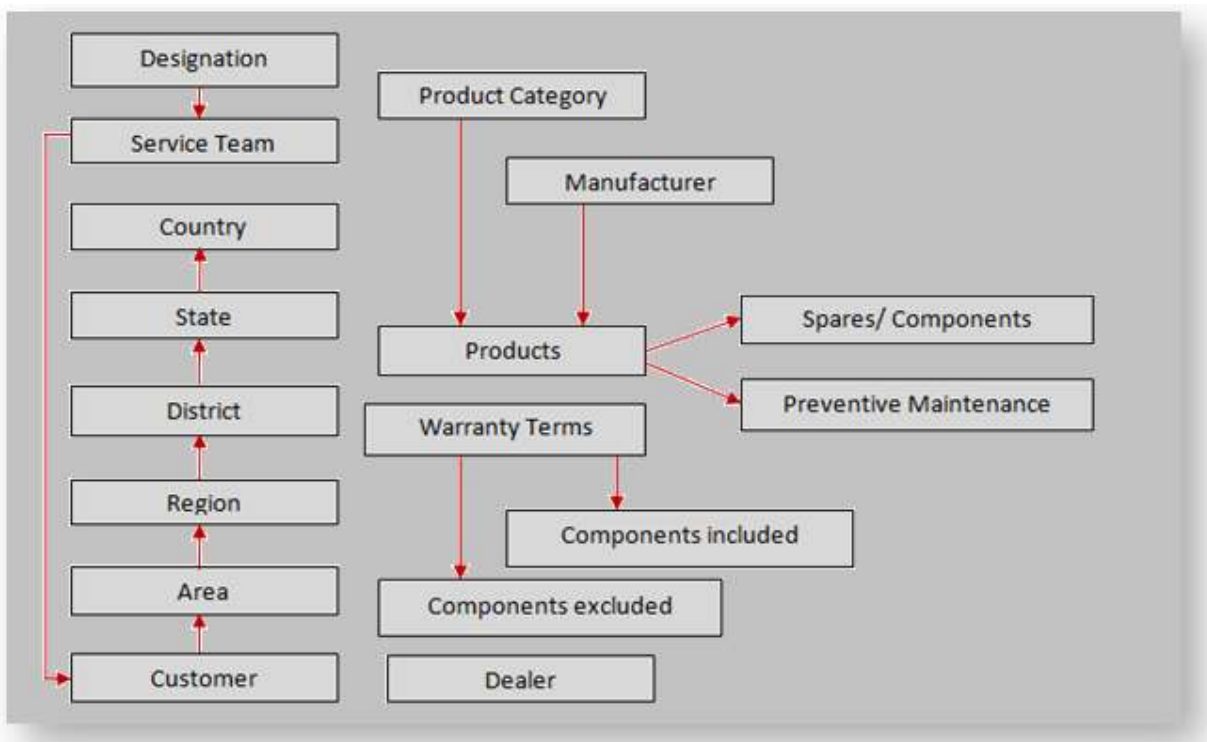 Designation
Service Team
Country
State
District
Region
Area
Customer
Product Category
Manufacturer
Products
Spares/ Components
Preventive Maintenance
Warranty Terms
Components included
Components excluded
Dealer